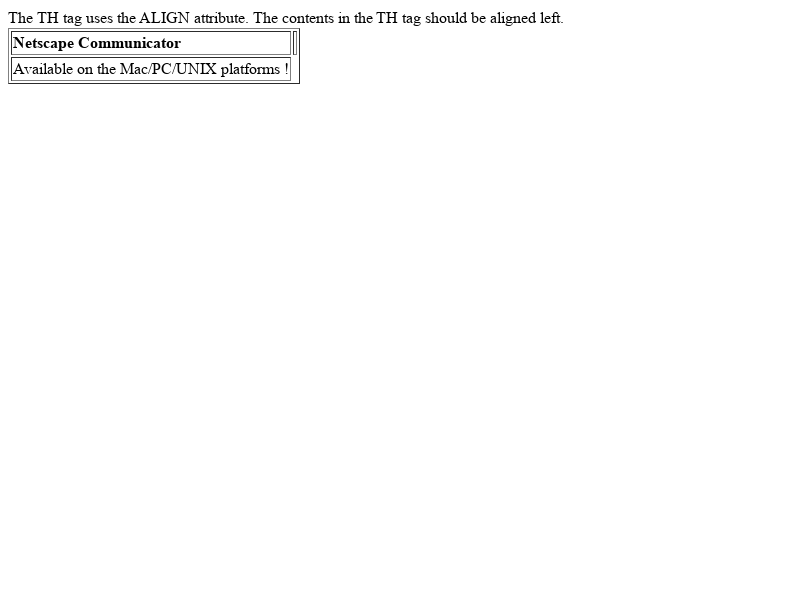 The TH tag uses the ALIGN attribute. The contents in the TH tag should be aligned left.
Netscape Communicator
Available on the Mac/PC/UNIX platforms !